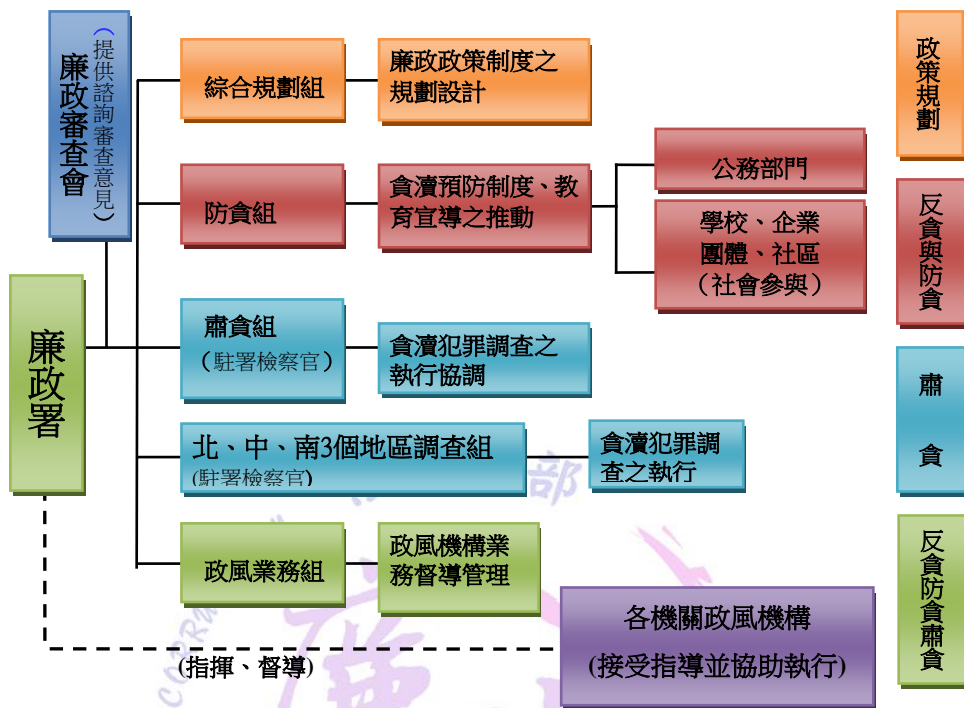 廉政審查會
(提供諮詢審查意見)
廉政署
綜合規劃組
廉政政策制度之
規劃設計
防貪組
貪瀆預防制度、教
育宣導之推動
公務部門
學校、企業
團體、社區
（社會參與）
肅貪組
（駐署檢察官）
貪瀆犯罪調查之
執行協調
北、中、南3個地區調查組
(駐署檢察官)
貪瀆犯罪調
查之執行
政風業務組
政風機構業
務督導管理
(指揮、督導)
各機關政風機構
(接受指導並協助執行)
政策規劃
反貪與防貪
肅貪
反貪防貪肅貪
部
廉